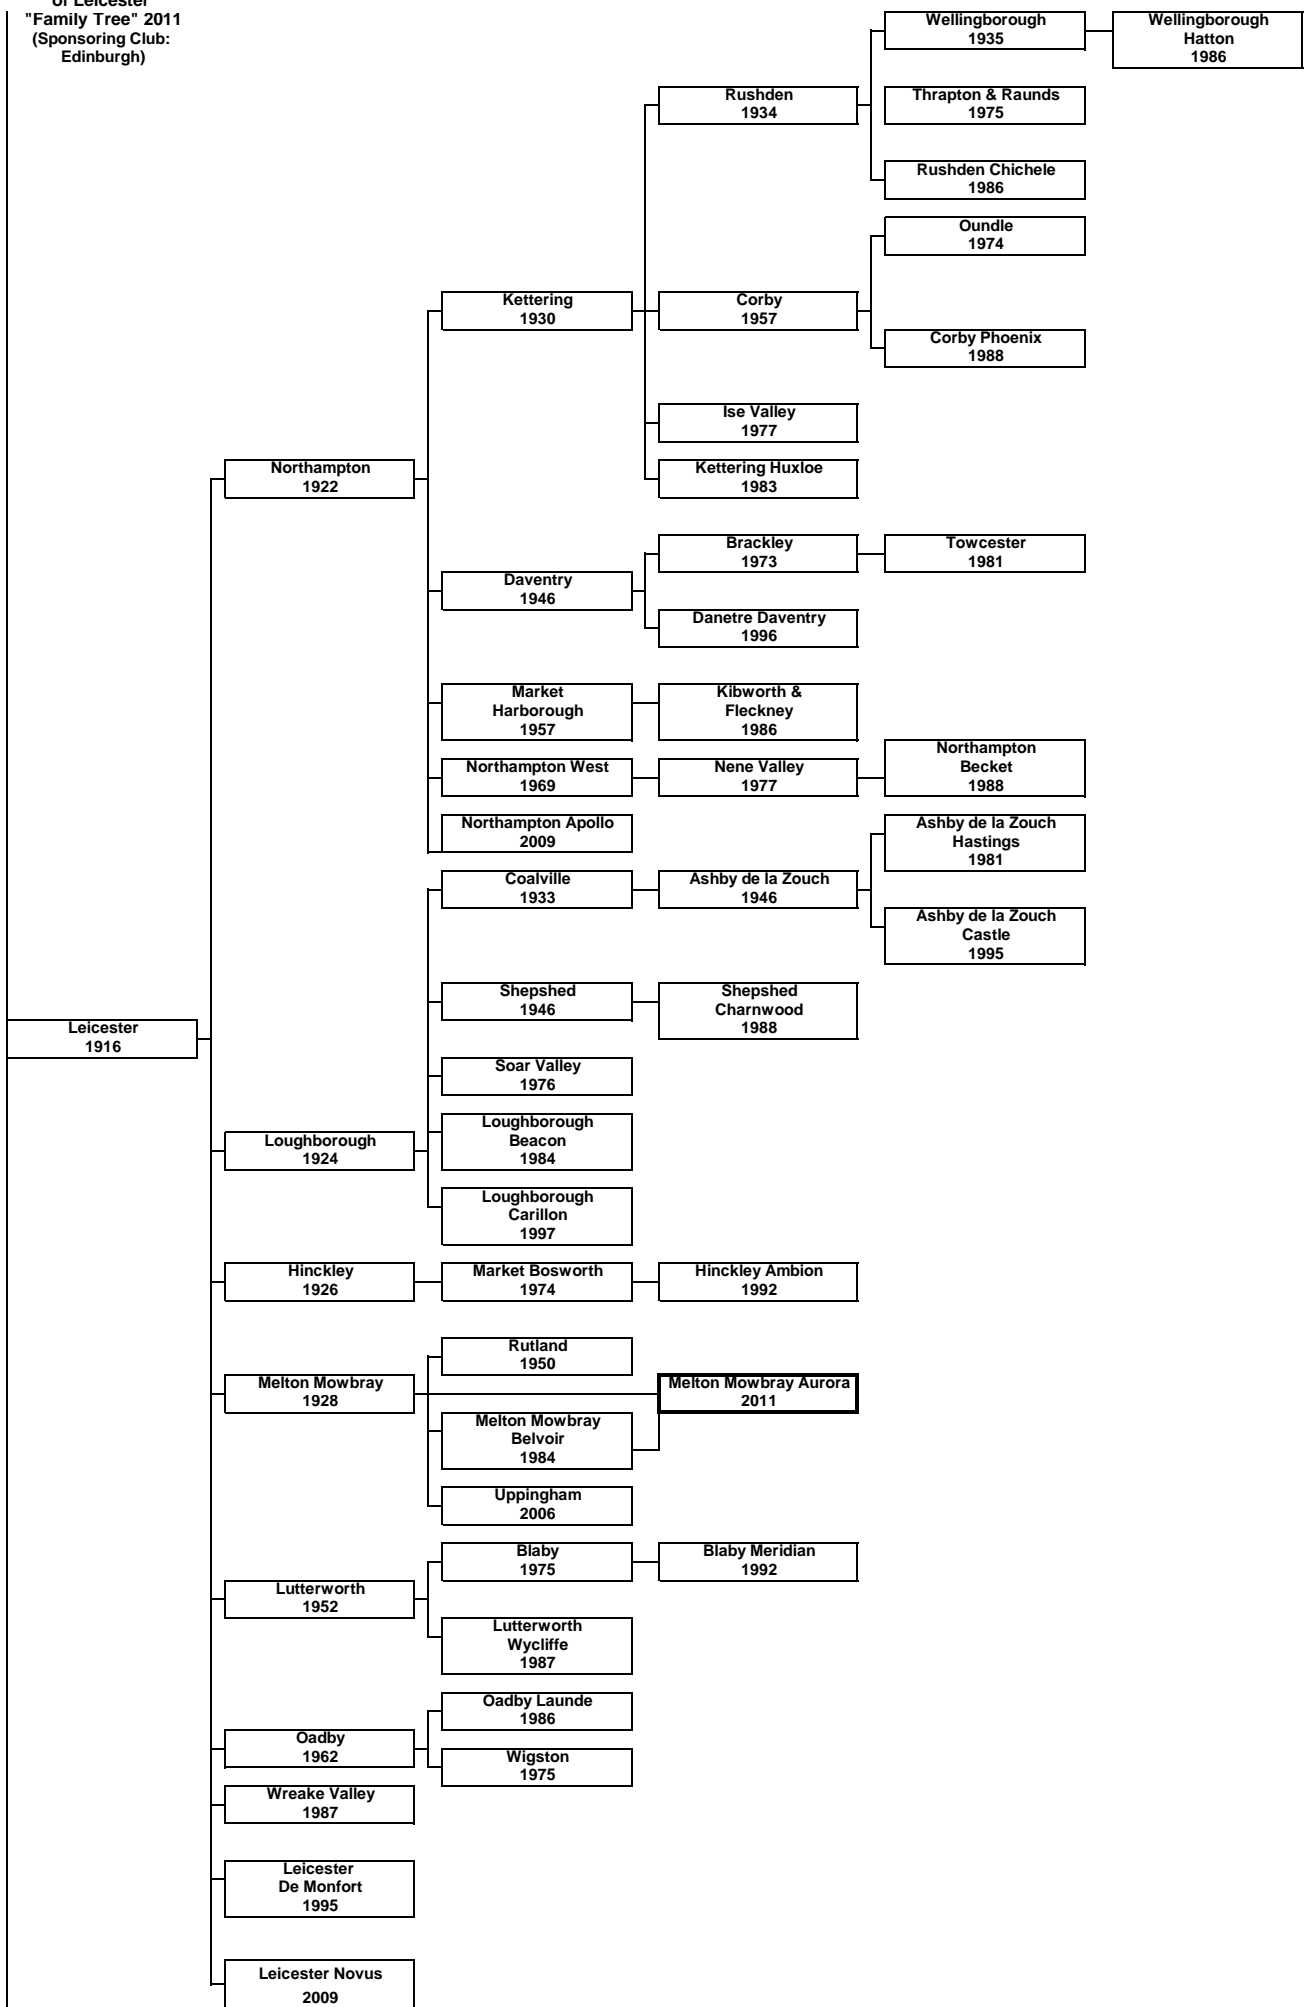 of Leicester
"Family Tree" 2011
(Sponsoring Club:
Edinburgh)
Wellingborough
1935
Wellingborough
Hatton
1986
Rushden
1934
Thrapton & Raunds
1975
Rushden Chichele
1986
Oundle
1974
Kettering
1930
Corby
1957
Corby Phoenix
1988
Ise Valley
1977
Northampton
1922
Kettering Huxloe
1983
Brackley
1973
Towcester
1981
Daventry
1946
Danetre Daventry
1996
Market
Harborough
1957
Kibworth &
Fleckney
1986
Northampton West
1969
Nene Valley
1977
Northampton
Becket
1988
Northampton Apollo
2009
Ashby de la Zouch
Hastings
1981
Coalville
1933
Ashby de la Zouch
1946
Ashby de la Zouch
Castle
1995
Shepshed
1946
Shepshed
Charnwood
1988
Leicester
1916
Soar Valley
1976
Loughborough
1924
Loughborough
Beacon
1984
Loughborough
Carillon
1997
Hinckley
1926
Market Bosworth
1974
Hinckley Ambion
1992
Rutland
1950
Melton Mowbray
1928
Melton Mowbray Aurora
2011
Melton Mowbray
Belvoir
1984
Uppingham
2006
Blaby
1975
Blaby Meridian
1992
Lutterworth
1952
Lutterworth
Wycliffe
1987
Oadby Launde
1986
Oadby
1962
Wigston
1975
Wreake Valley
1987
Leicester
De Monfort
1995
Leicester Novus
2009